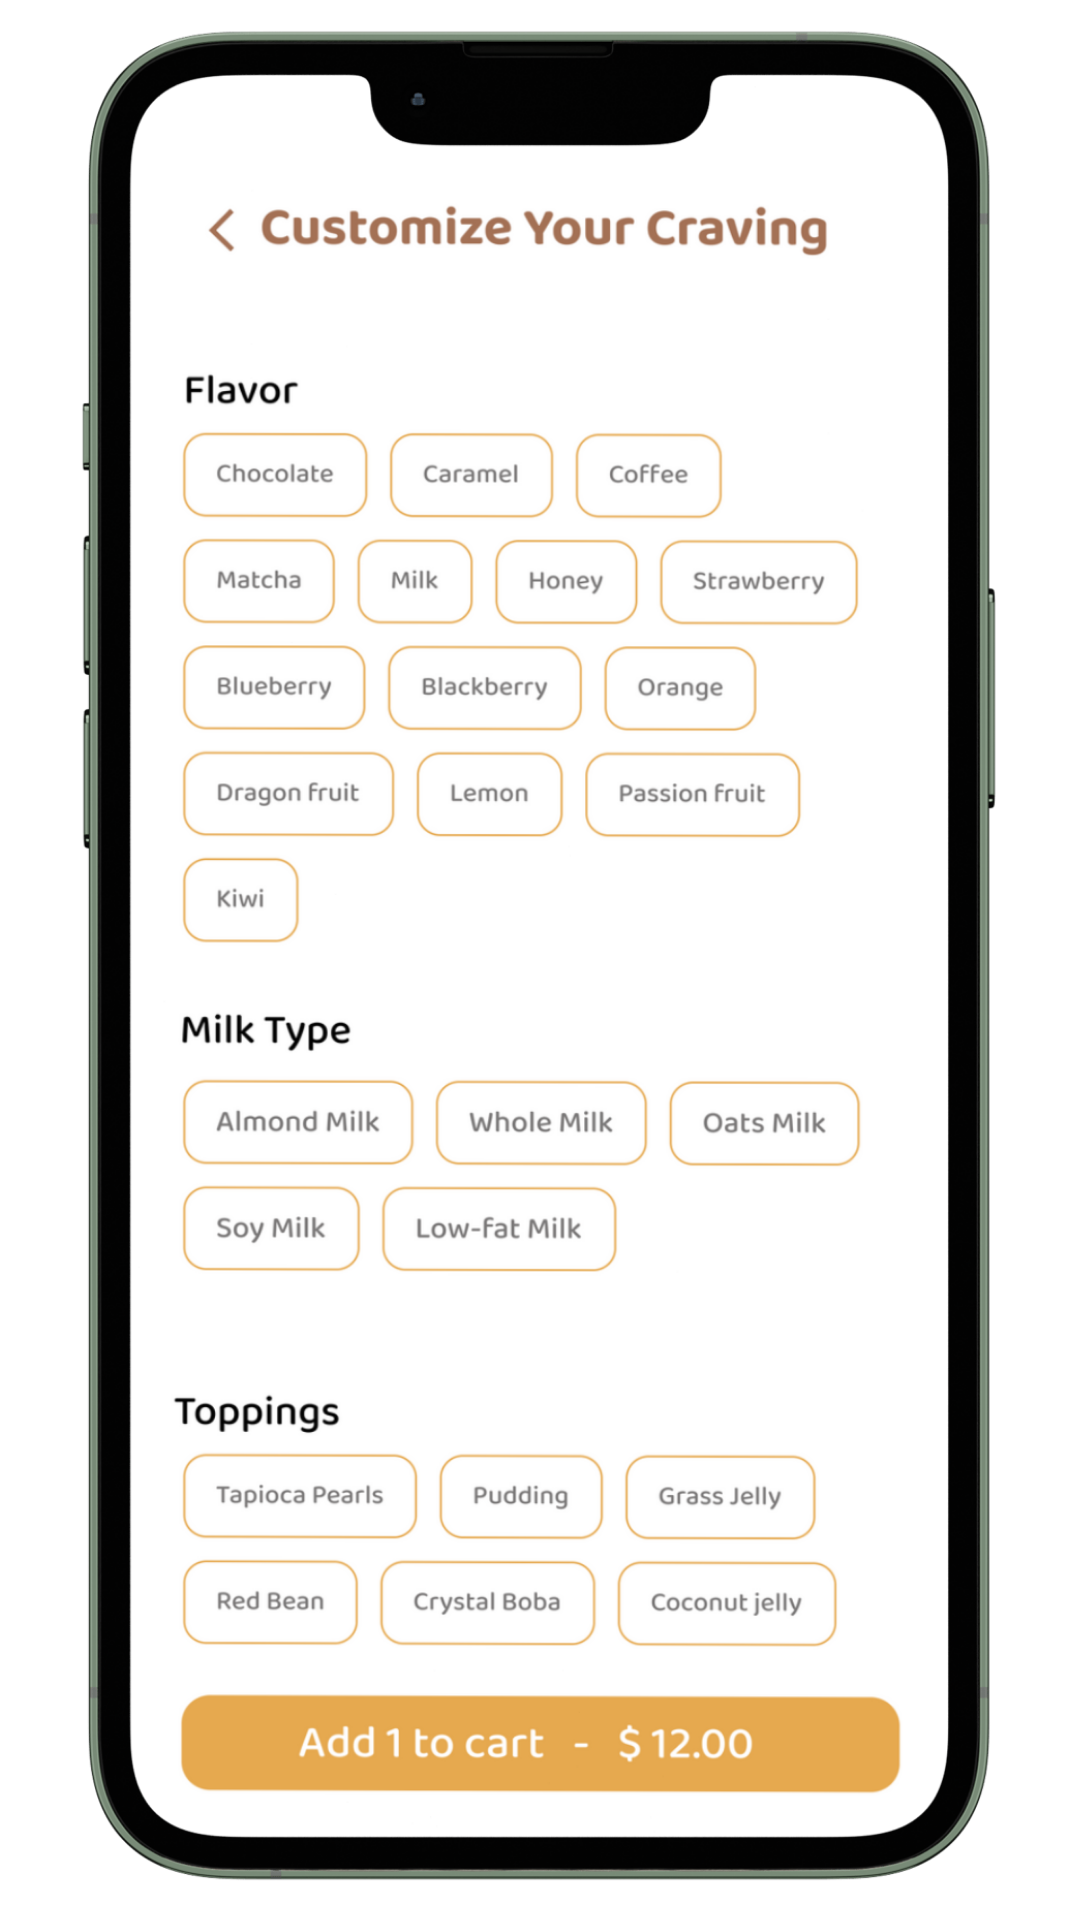 Customize Your Craving
Flavor
Chocolate Caramel Coffee
Matcha Milk Honey Strawberry
Blueberry Blackberry Orange
Dragon fruit Lemon Passion fruit
Kiwi
Milk Type
Almond Milk Whole Milk Oats Milk
Soy Milk Low-fat Milk
Toppings
Tapioca Pearls Pudding Grass Jelly
Red Bean Crystal Boba Coconut jelly
Add 1 to cart - $ 12.00